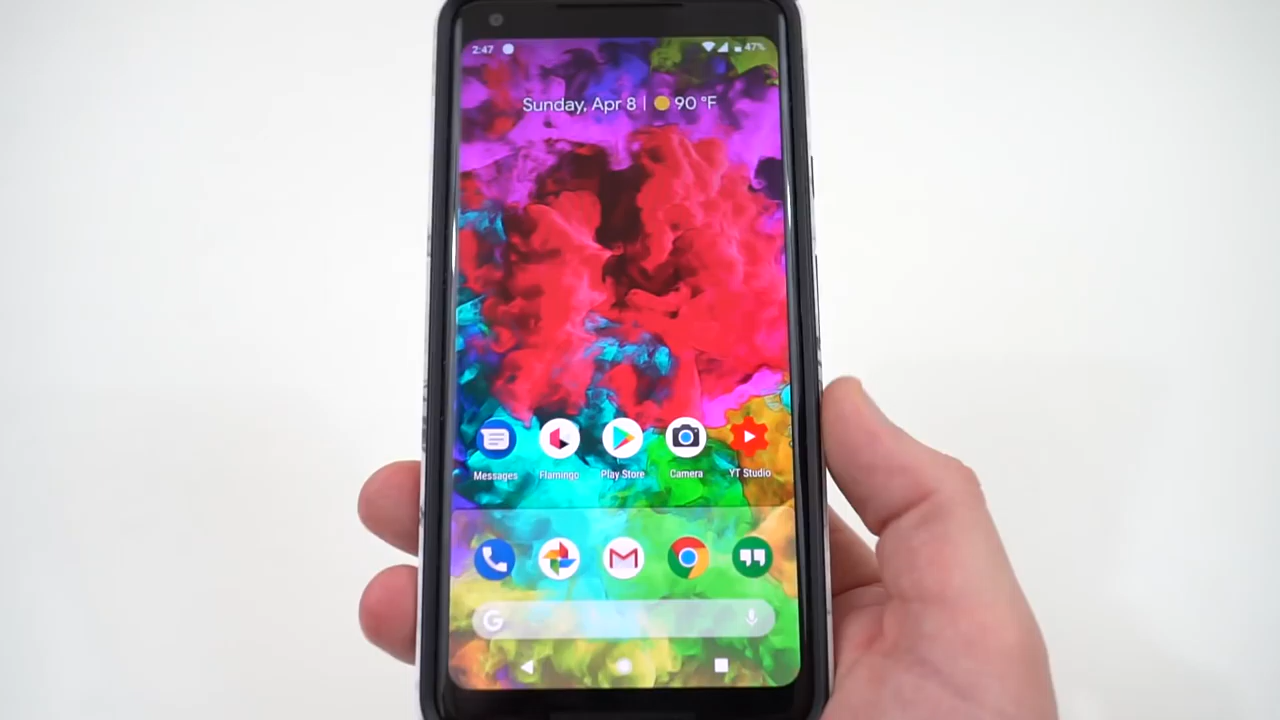 2:47 47%
Sunday, Apr 8 | 90 °F
Messages Flamingo Play Store Camera YT Studio
G